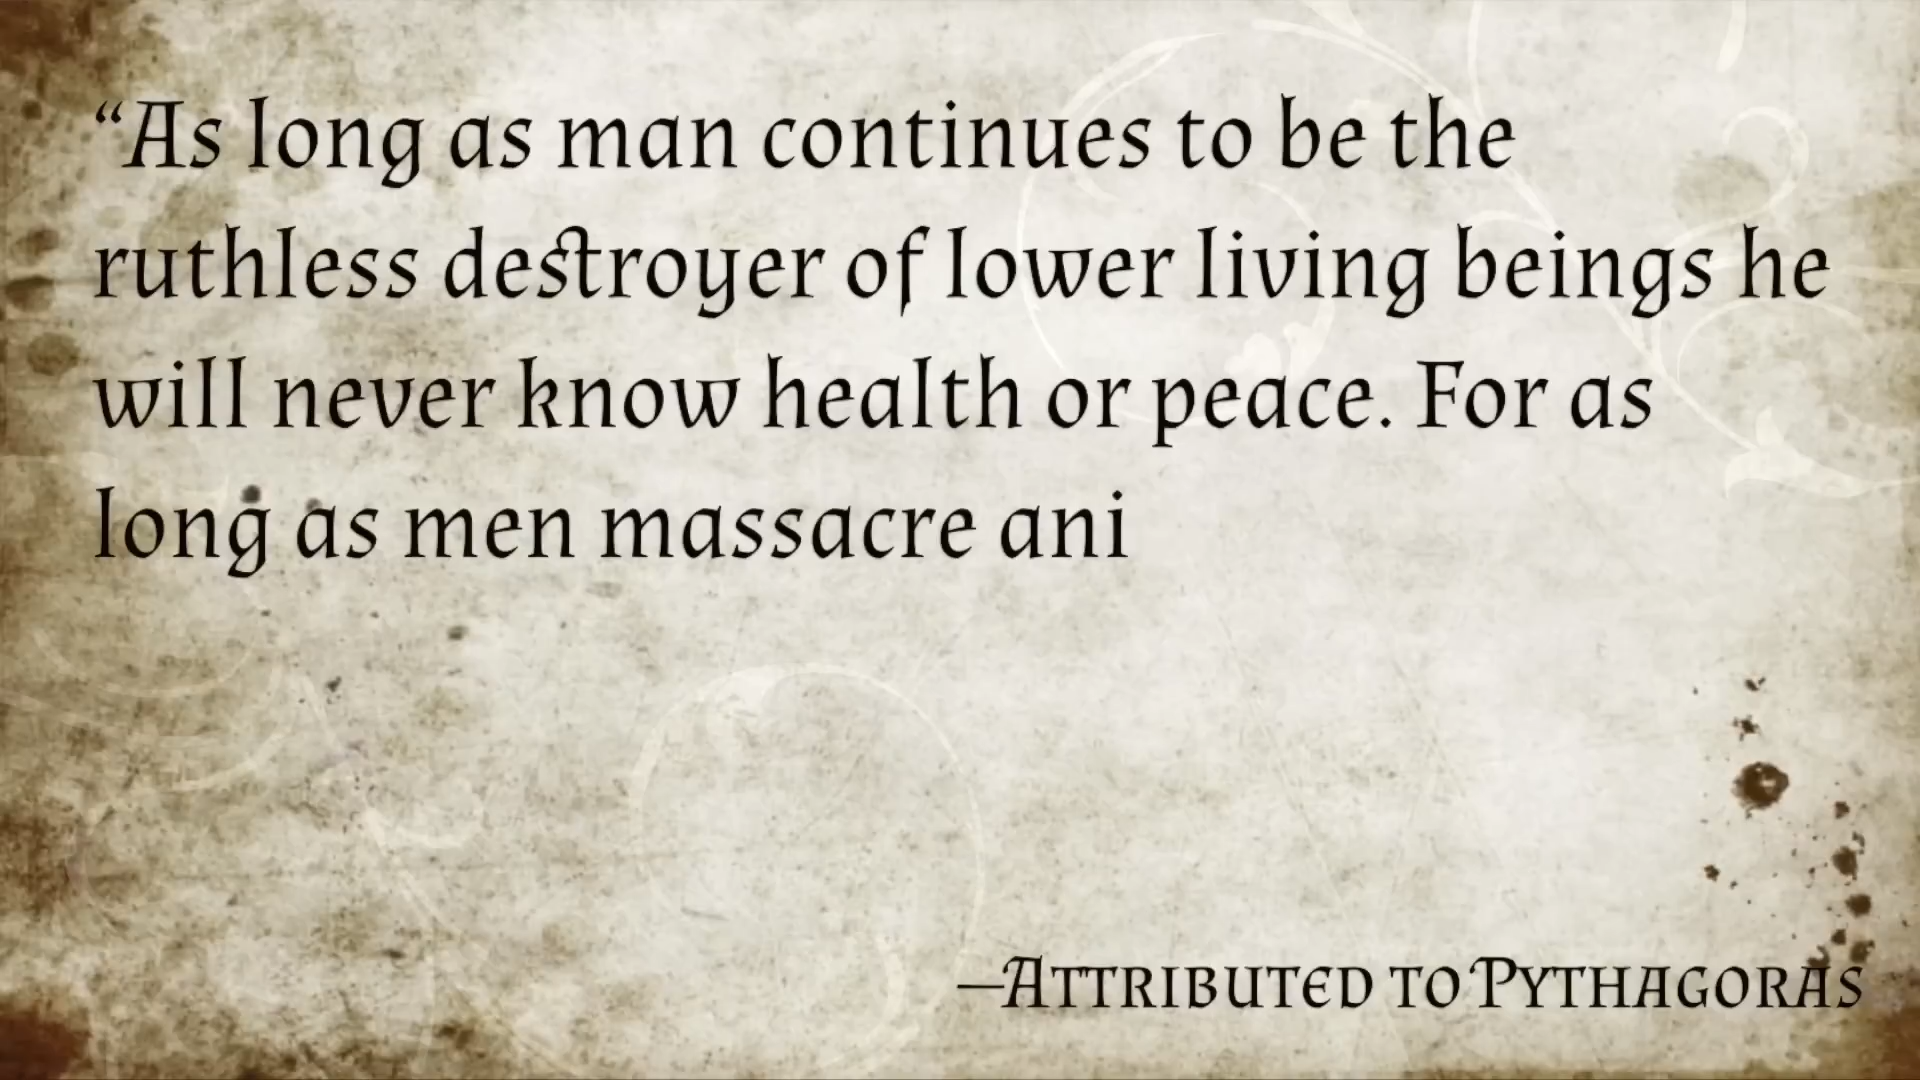 “As long as man continues to be the
ruthless destroyer of lower living beings he
will never know health or peace. For as
long as men massacre ani
—Attributed to Pythagoras